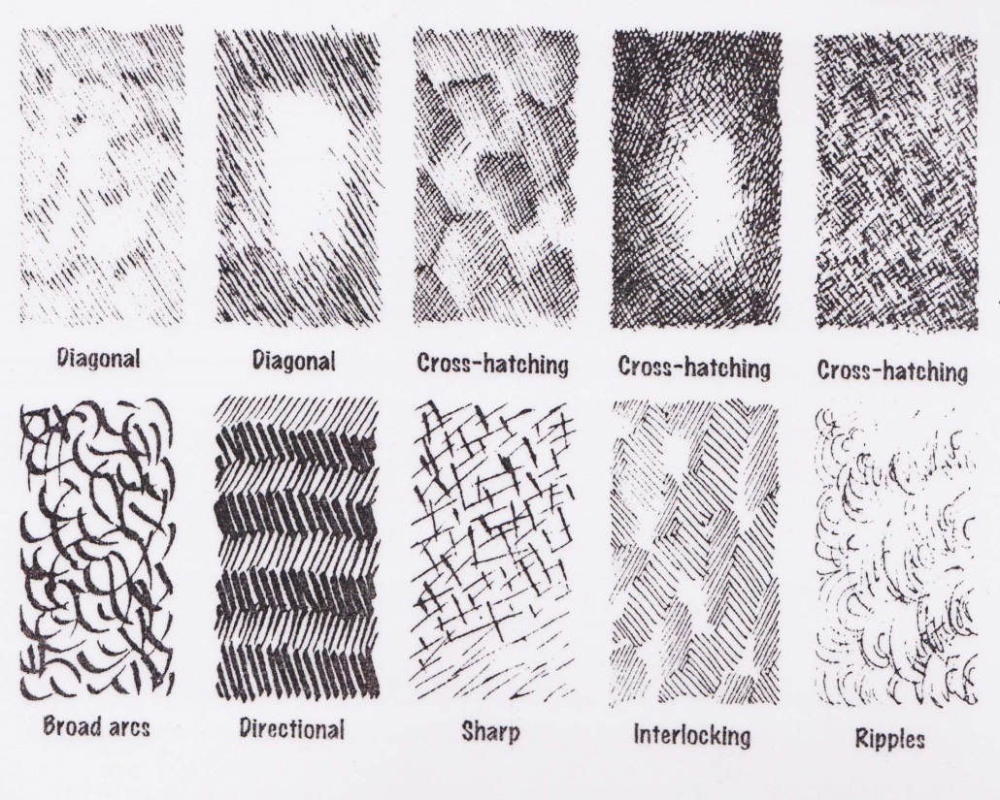 Diagonal
Diagonal
Cross-hatching
Cross-hatching
Cross-hatching
Broad arcs
Directional
Sharp
Interlocking
Ripples